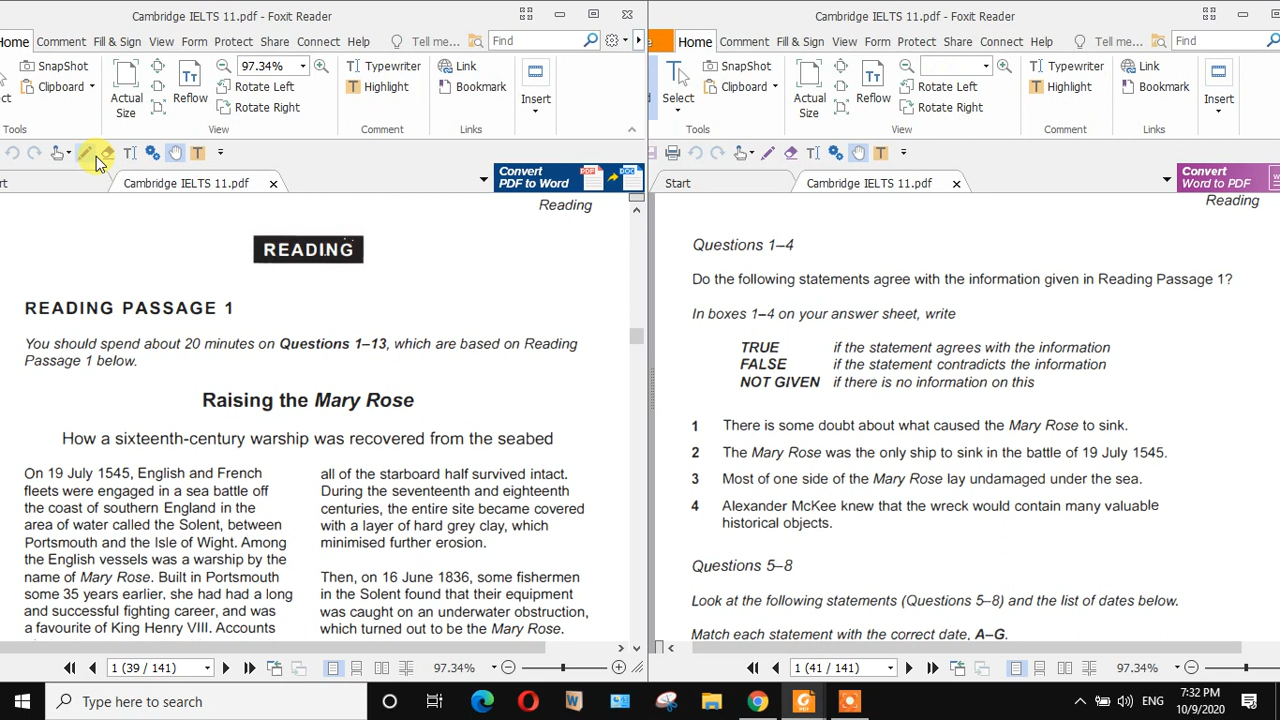 Cambridge IELTS 11.pdf - Foxit Reader
Home Comment Fill & Sign View Form Protect Share Connect Help Tell me... Find
SnapShot
Clipboard
Tools
Actual Size
Reflow
97.34%
Rotate Left
Rotate Right
View
Typewriter
Highlight
Comment
Link
Bookmark
Links
Insert
Cambridge IELTS 11.pdf
Convert
PDF to Word
Reading
READING
READING PASSAGE 1
You should spend about 20 minutes on Questions 1–13, which are based on Reading
Passage 1 below.
Raising the Mary Rose
How a sixteenth-century warship was recovered from the seabed
On 19 July 1545, English and French
fleets were engaged in a sea battle off
the coast of southern England in the
area of water called the Solent, between
Portsmouth and the Isle of Wight. Among
the English vessels was a warship by the
name of Mary Rose. Built in Portsmouth
some 35 years earlier, she had had a long
and successful fighting career, and was
a favourite of King Henry VIII. Accounts
all of the starboard half survived intact.
During the seventeenth and eighteenth
centuries, the entire site became covered
with a layer of hard grey clay, which
minimised further erosion.
Then, on 16 June 1836, some fishermen
in the Solent found that their equipment
was caught on an underwater obstruction,
which turned out to be the Mary Rose.
1 (39 / 141)
97.34%
Cambridge IELTS 11.pdf - Foxit Reader
Home Comment Fill & Sign View Form Protect Share Connect Help Tell me... Find
Select
SnapShot
Clipboard
Tools
Actual Size
Reflow
Rotate Left
Rotate Right
View
Typewriter
Highlight
Comment
Link
Bookmark
Links
Insert
Start
Cambridge IELTS 11.pdf
Convert
Word to PDF
Reading
Questions 1–4
Do the following statements agree with the information given in Reading Passage 1?
In boxes 1–4 on your answer sheet, write
TRUE if the statement agrees with the information
FALSE if the statement contradicts the information
NOT GIVEN if there is no information on this
1 There is some doubt about what caused the Mary Rose to sink.
2 The Mary Rose was the only ship to sink in the battle of 19 July 1545.
3 Most of one side of the Mary Rose lay undamaged under the sea.
4 Alexander McKee knew that the wreck would contain many valuable
historical objects.
Questions 5–8
Look at the following statements (Questions 5–8) and the list of dates below.
Match each statement with the correct date, A–G.
1 (41 / 141)
97.34%
Type here to search
ENG
7:32 PM
10/9/2020